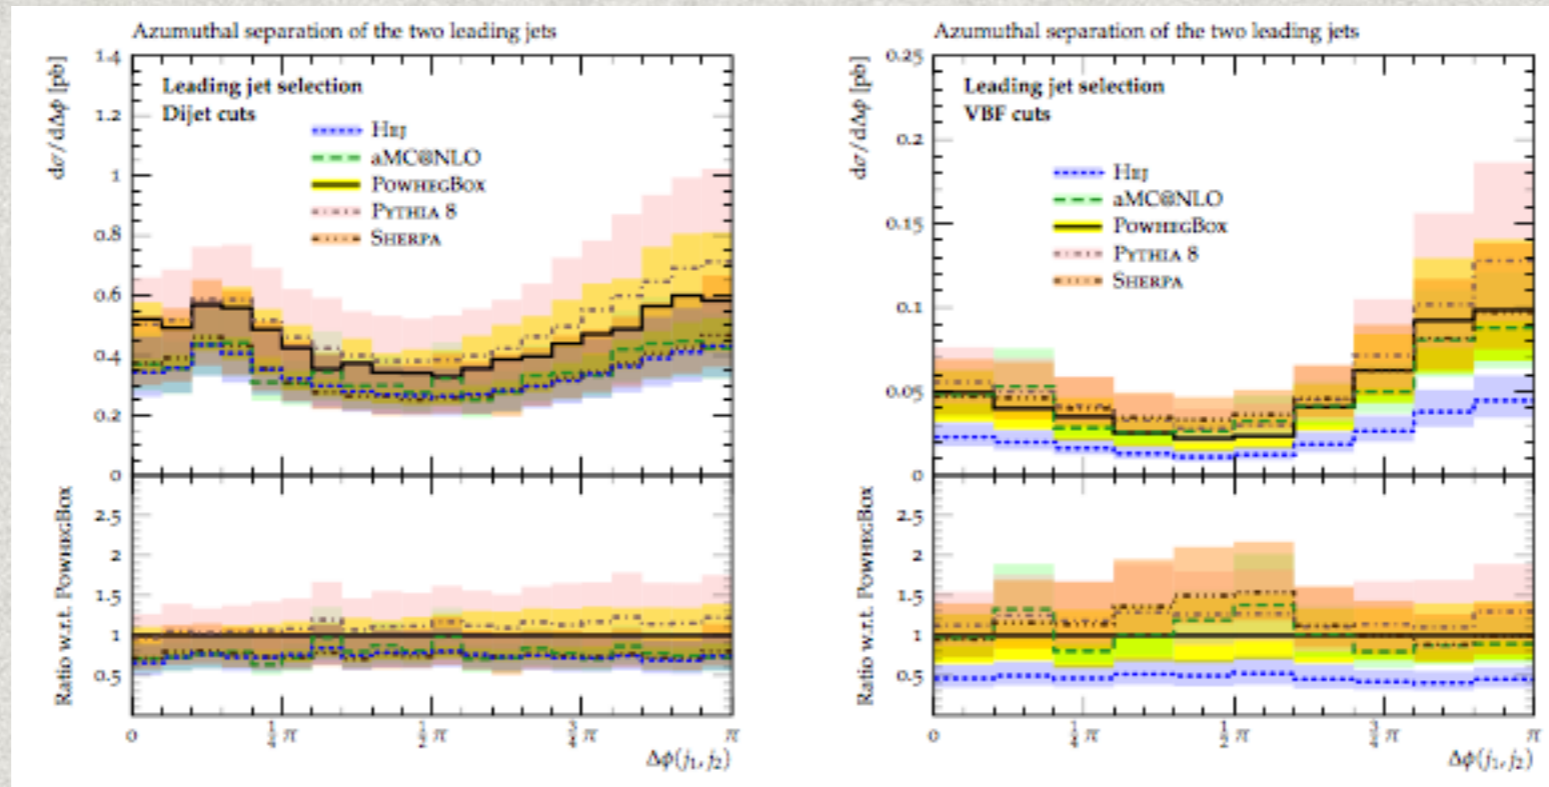 Azumuthal separation of the two leading jets
dσ/dΔϕ [pb]
1.4
1.2
1
0.8
0.6
0.4
0.2
0
Leading jet selection
Dijet cuts
HEJ
aMC@NLO
POWHEGBOX
PYTHIA 8
SHERPA
Ratio w.r.t. POWHEGBOX
2.5
2
1.5
1
0.5
0
1/4 π
1/2 π
3/4 π
π
Δϕ(j1, j2)
Azumuthal separation of the two leading jets
dσ/dΔϕ [pb]
0.25
0.2
0.15
0.1
0.05
0
Leading jet selection
VBF cuts
HEJ
aMC@NLO
POWHEGBOX
PYTHIA 8
SHERPA
Ratio w.r.t. POWHEGBOX
2.5
2
1.5
1
0.5
0
1/4 π
1/2 π
3/4 π
π
Δϕ(j1, j2)